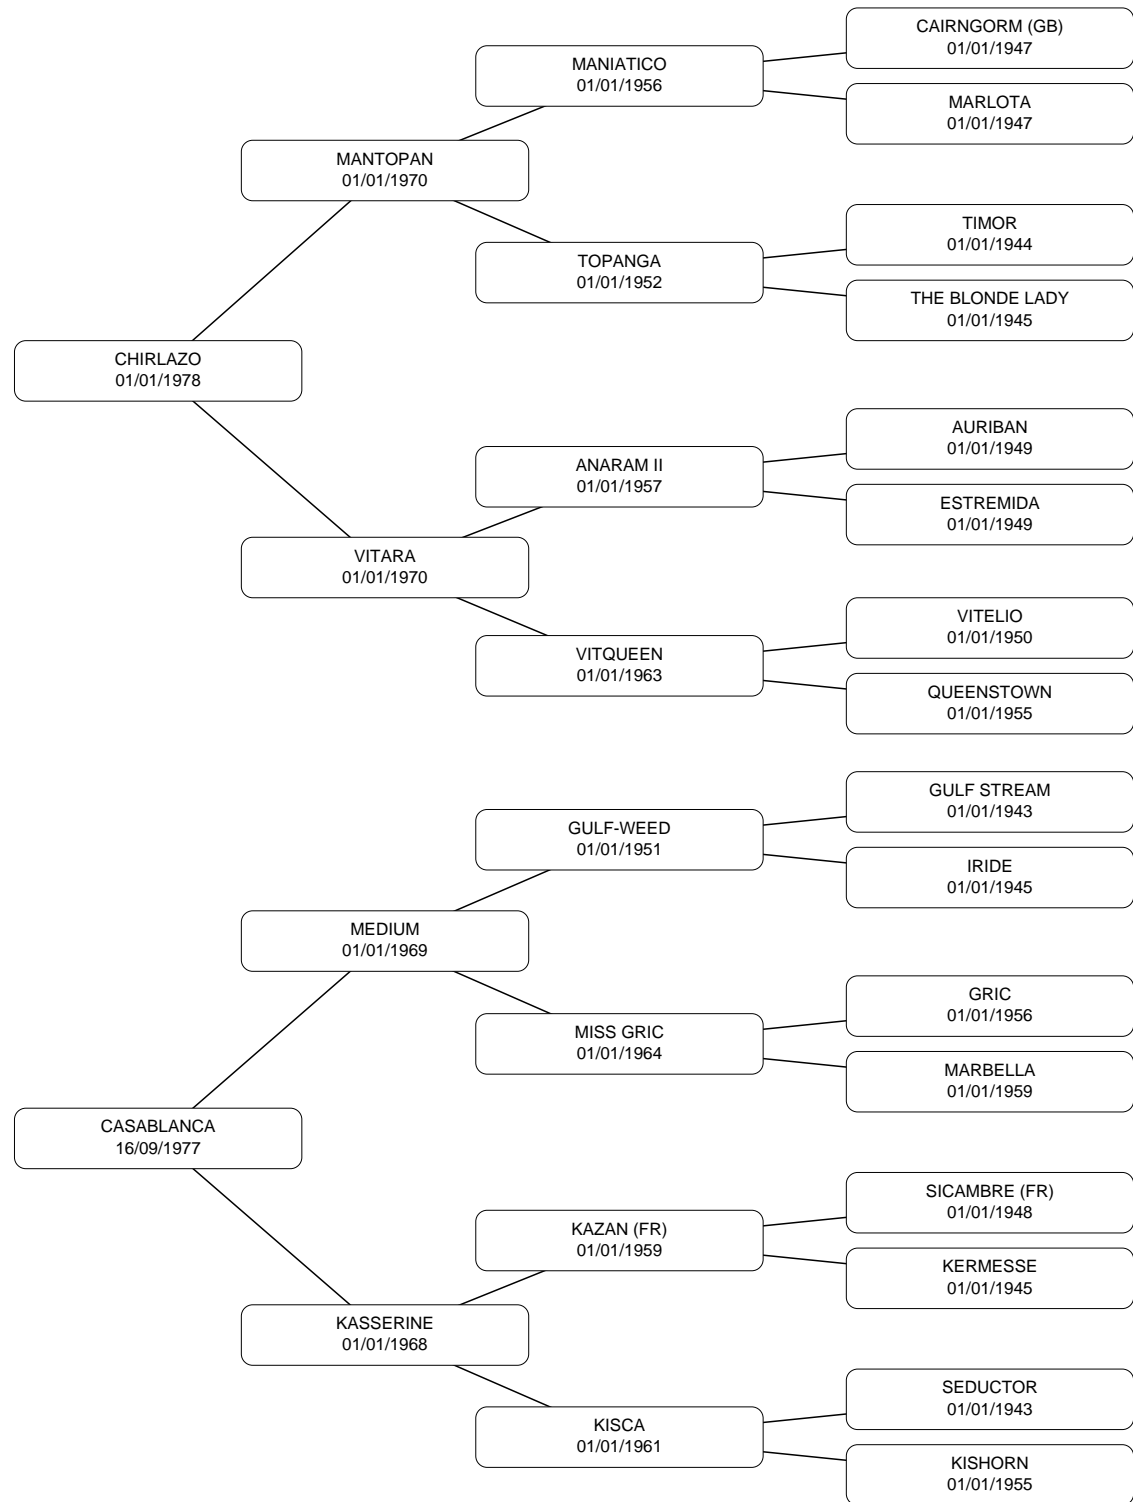 CAIRNGORM (GB)
01/01/1947
MANIATICO
01/01/1956
MARLOTA
01/01/1947
MANTOPAN
01/01/1970
TIMOR
01/01/1944
TOPANGA
01/01/1952
THE BLONDE LADY
01/01/1945
CHIRLAZO
01/01/1978
AURIBAN
01/01/1949
ANARAM II
01/01/1957
ESTREMIDA
01/01/1949
VITARA
01/01/1970
VITELIO
01/01/1950
VITQUEEN
01/01/1963
QUEENSTOWN
01/01/1955
GULF STREAM
01/01/1943
GULF-WEED
01/01/1951
IRIDE
01/01/1945
MEDIUM
01/01/1969
GRIC
01/01/1956
MISS GRIC
01/01/1964
MARBELLA
01/01/1959
CASABLANCA
16/09/1977
SICAMBRE (FR)
01/01/1948
KAZAN (FR)
01/01/1959
KERMESSE
01/01/1945
KASSERINE
01/01/1968
SEDUCTOR
01/01/1943
KISCA
01/01/1961
KISHORN
01/01/1955